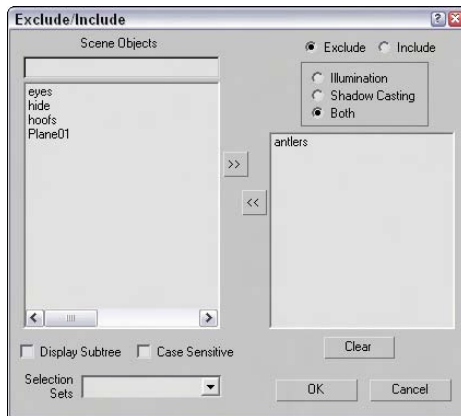 Exclude/Include
Scene Objects
Exclude Include
Illumination
Shadow Casting
Both
eyes
hide
hoofs
Plane01
antlers
>>
<<
Display Subtree Case Sensitive
Clear
Selection
Sets
OK Cancel